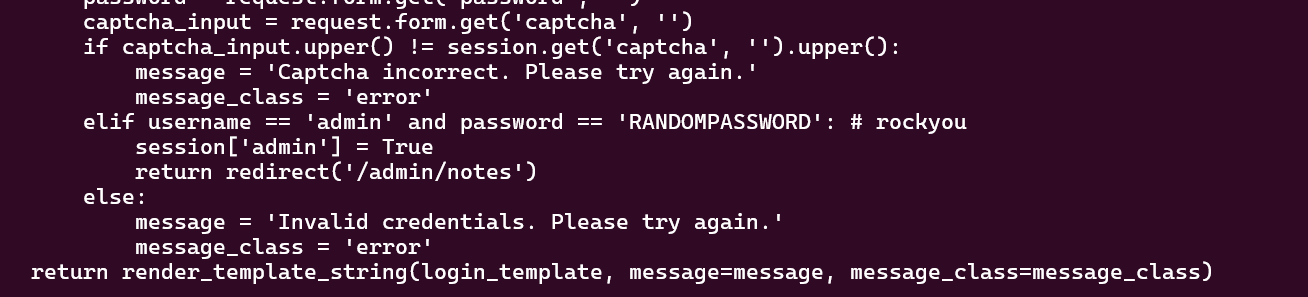 captcha_input = request.form.get('captcha', '')
if captcha_input.upper() != session.get('captcha', '').upper():
message = 'Captcha incorrect. Please try again.'
message_class = 'error'
elif username == 'admin' and password == 'RANDOMPASSWORD': # rockyou
session['admin'] = True
return redirect('/admin/notes')
else:
message = 'Invalid credentials. Please try again.'
message_class = 'error'
return render_template_string(login_template, message=message, message_class=message_class)